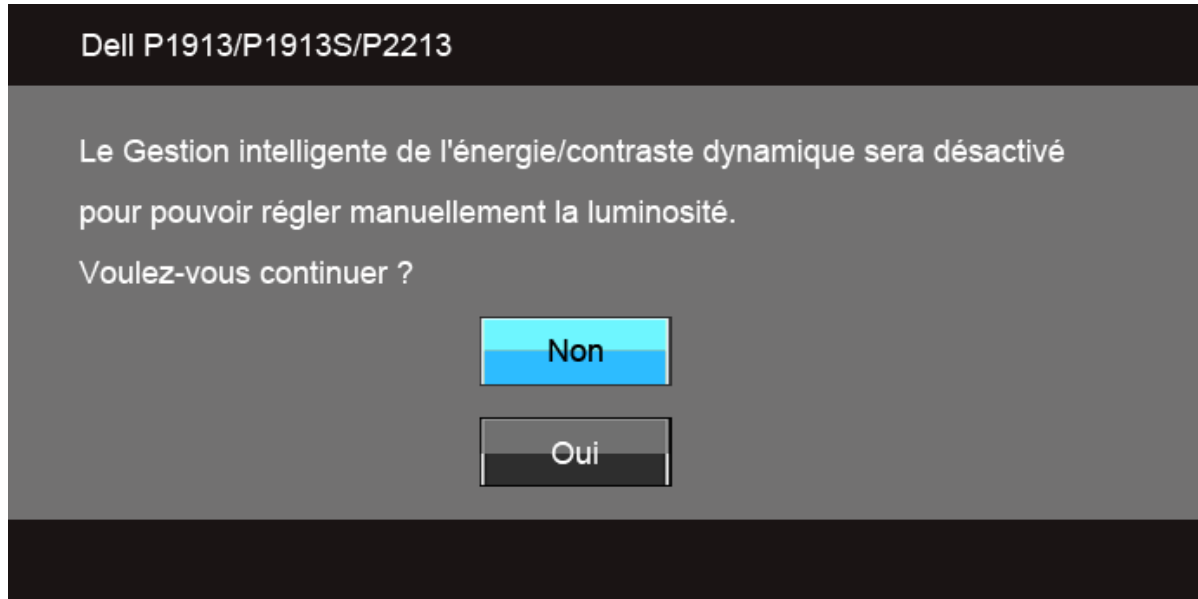 Dell P1913/P1913S/P2213
Le Gestion intelligente de l'énergie/contraste dynamique sera désactivé
pour pouvoir régler manuellement la luminosité.
Voulez-vous continuer ?
Non
Oui